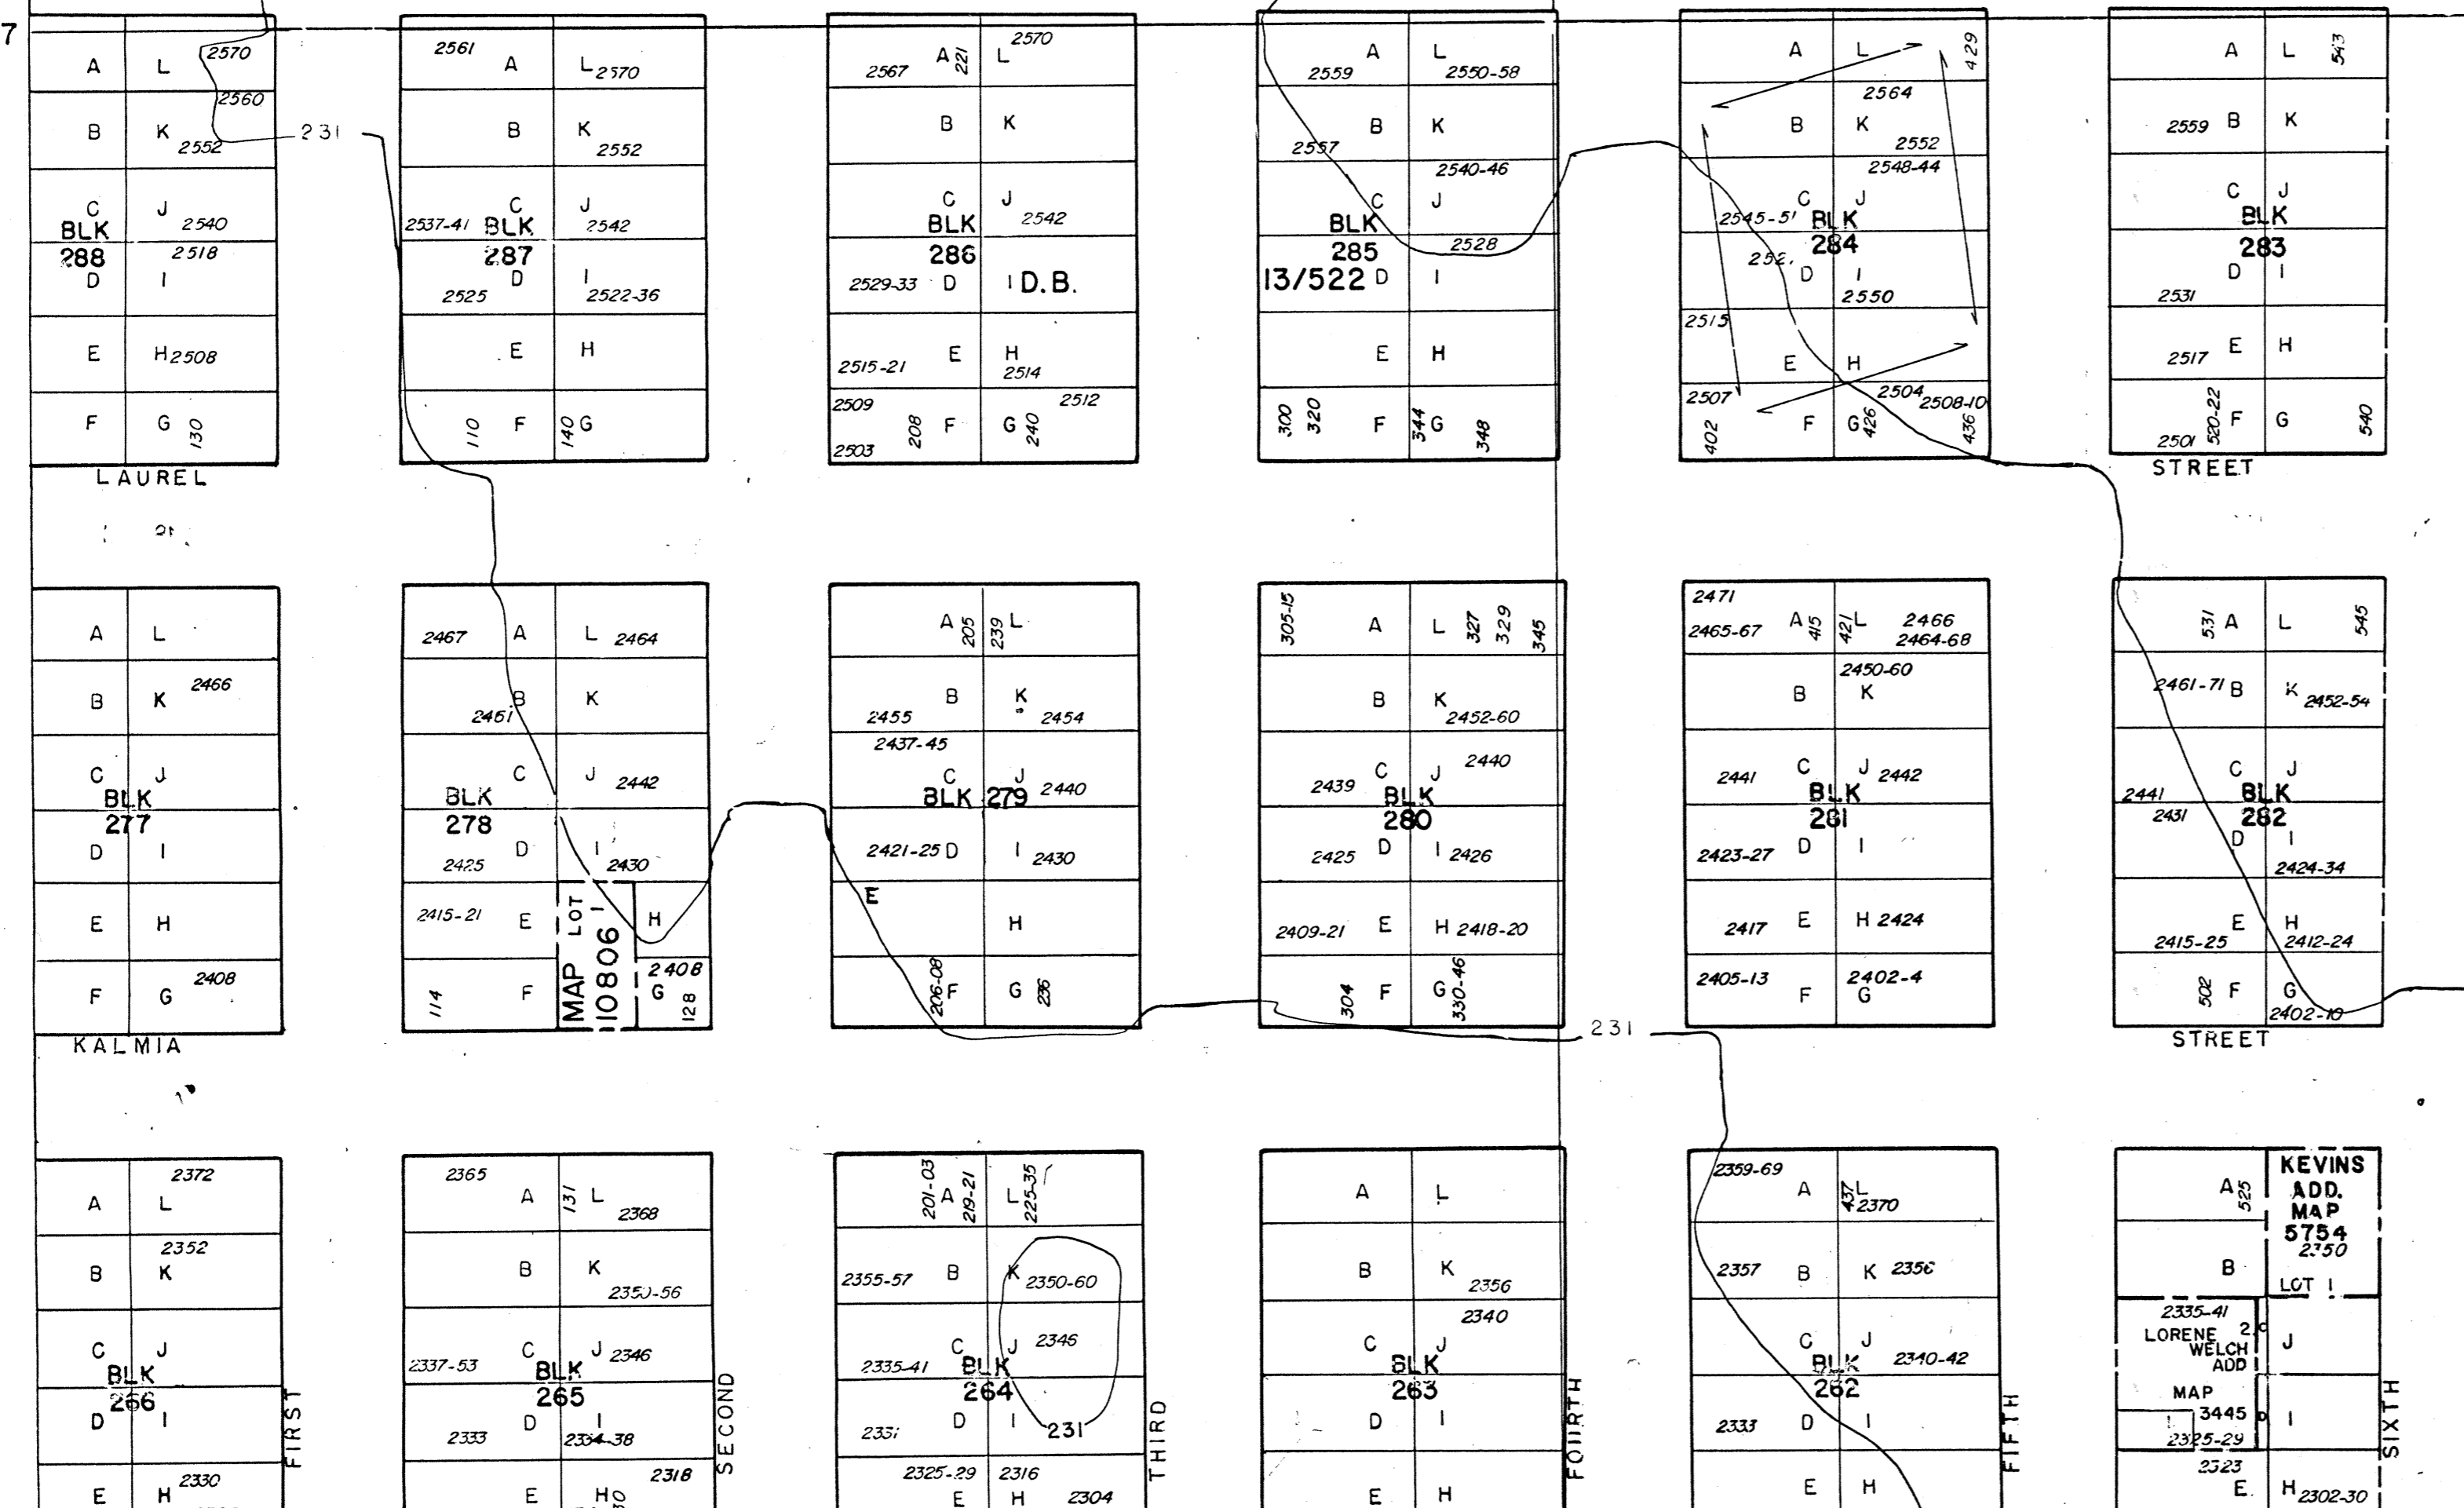 7
A L 2570
2560
B K 2552
231
C J 2540
BLK
288
2518
D I
E H 2508
F G 130
2561
A L 2570
B K 2552
C J
2537-41 BLK 2542
287
D I
2525 2522-36
E H
110 F 140 G
2570
A 221 L
2567
B K
C J 2542
BLK
286
2529-33 D I D.B.
2515-21 E H
2514
2509 2512
208 F G 240
2503
A L
2559 2550-58
B K
2557
2540-46
C J
BLK
285 2528
13/522 D I
E H
300 320 F 344 G 348
A L 429
2564
B K
2552
2548-44
C J
2545-51 BLK
284
D I
2550
2515
E H
2507 2504 2508-10
402 F G 426 436
A L 543
2559 B K
C J
BLK
283
D I
2531
2517 E H
520-22 F G 540
2501
LAUREL STREET
A L
B K 2466
C J
BLK
277
D I
E H
F G 2408
2467 A L 2464
B K
2461
C J 2442
BLK
278
D I
2425 2430
2415-21 E H
MAP 10806
LOT 1
2408
114 F G 128
A 205 239 L
B K
2455 2454
2437-45
C J 2440
BLK 279
2421-25 D I 2430
E H
206-08 F G 236
305-15 A L 327 329 345
B K
2452-60
2439 C J 2440
BLK
280
2425 D I 2426
2409-21 E H 2418-20
304 F G 330-46
2471
2465-67 A 415 421 L 2466
2464-68
2450-60
B K
2441 C J 2442
BLK
281
2423-27 D I
2417 E H 2424
2405-13 2402-4
F G
531 A L 545
2461-71 B K 2452-54
C J
2441 BLK
2431 282
D I
2424-34
E H
2415-25 2412-24
502 F G
2402-10
KALMIA 231 STREET
2372
A L
2352
B K
C J
BLK
266
D I
2330
E H
FIRST
2365
A 131 L
2368
B K
C J 2346
2337-53 BLK
265
D I
2333 2334-38
2318
E H
SECOND
201-03 A 219-21 L 225-35
2355-57 B K 2350-60
C J 2346
2335-41 BLK
264
D I
231
2325-29 2316
E H 2304
THIRD
A L
B K
2356
2340
C J
BLK
263
D I
E H
FOURTH
2359-69
A 437 L
2370
2357 B K 2356
C J
BLK 2340-42
262
2333 D I
E H
FIFTH
A 525
KEVINS
ADD.
MAP
5754
2350
B
LOT 1
2335-41
LORENE
WELCH
ADD
J
MAP
3445
I
2325-29
2323
E H 2302-30
SIXTH